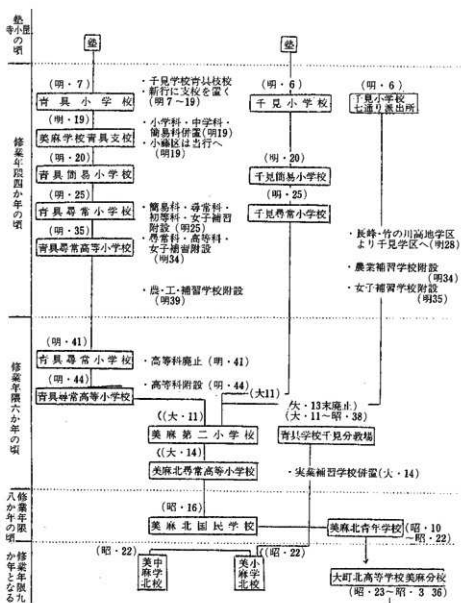 塾寺小屋の頃
塾
塾
修業年段四か年の頃
(明・7)
青具小学校
・千見学校青具枝校
・新行に支校を置く
(明7~19)
(明・6)
千見小学校
(明・6)
千見小学校
七通り派出所
(明・19)
美麻学校青具支校
・小学科・中学科・
簡易科併置(明19)
・小藤区は当行へ
(明19)
(明・20)
青具簡易小学校
(明・20)
千見簡易小学校
(明・25)
青具尋常小学校
・簡易科・尋常科・
初等科・女子補習
附設(明25)
・尋常科・高等科・
女子補習附設
(明34)
(明・25)
千見尋常小学校
(明・35)
青具尋常高等小学校
・長峰・竹の川高地学区
より千見学区へ(明28)
・農業補習学校附設
(明34)
・女子補習学校附設
(明35)
・農・工・補習学校附設
(明39)
修業年限六か年の頃
(明・41)
青具尋常小学校
・高等科廃止(明・41)
(明・44)
青具尋常高等小学校
・高等科附設(明・44)
(大11)
(大・11)
美麻第二小学校
(大・13末廃止)
(大・11~昭・38)
青具学校千見分教場
(大・14)
美麻北尋常高等小学校
・実業補習学校併置(大・14)
修業年限八か年の頃
(昭・16)
美麻北国民学校
美麻北青年学校
(昭・10
~昭・22)
修業年限九か年となる
(昭・22)
美麻中学北校
美麻小学北校
(昭・22)
大町北高等学校美麻分校
(昭・23~昭・3 36)